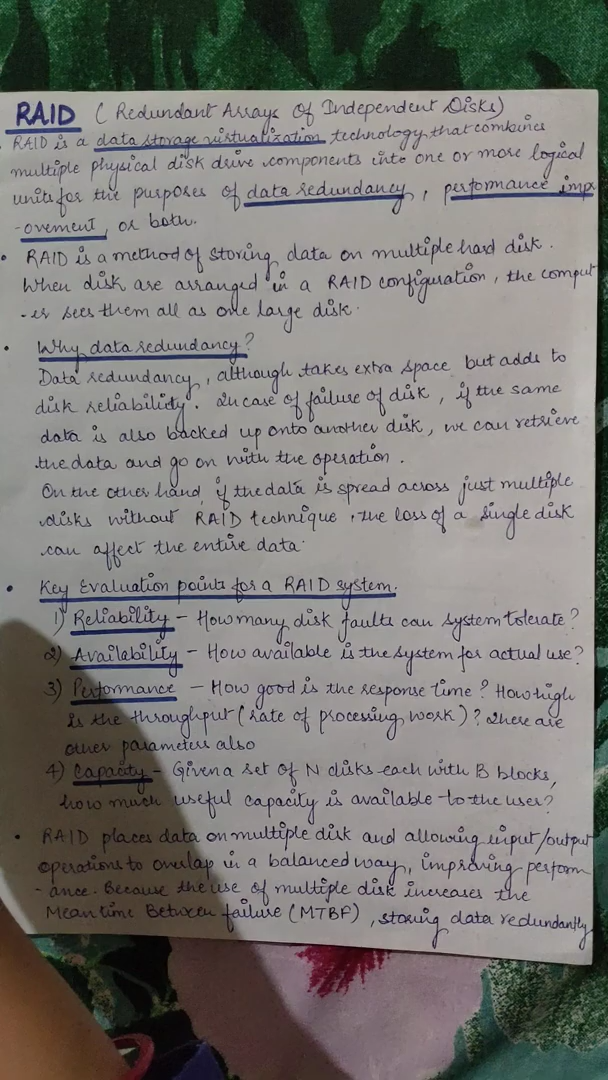 RAID ( Redundant Arrays Of Independent Disks)
RAID is a data storage virtualization technology that combines
multiple physical disk drive components into one or more logical
units for the purposes of data redundancy, performance impr
-ovement, or both.
• RAID is a method of storing data on multiple hard disk.
When disk are arranged in a RAID configuration, the comput
-er sees them all as one large disk.
• Why data redundancy?
Data redundancy, although takes extra space but adds to
disk reliability. In case of failure of disk, if the same
data is also backed up onto another disk, we can retrieve
the data and go on with the operation.
On the other hand, if the data is spread across just multiple
disks without RAID technique, the loss of a single disk
can affect the entire data.
• Key Evaluation points for a RAID system.
1) Reliability – How many disk faults can system tolerate?
2) Availability – How available is the system for actual use?
3) Performance – How good is the response time? How high
is the throughput (rate of processing work)? There are
other parameters also
4) Capacity – Given a set of N disks each with B blocks,
how much useful capacity is available to the user?
• RAID places data on multiple disk and allowing input/output
operations to overlap in a balanced way, improving perform
-ance. Because the use of multiple disk increases the
Mean time Between failure (MTBF), storing data redundantly